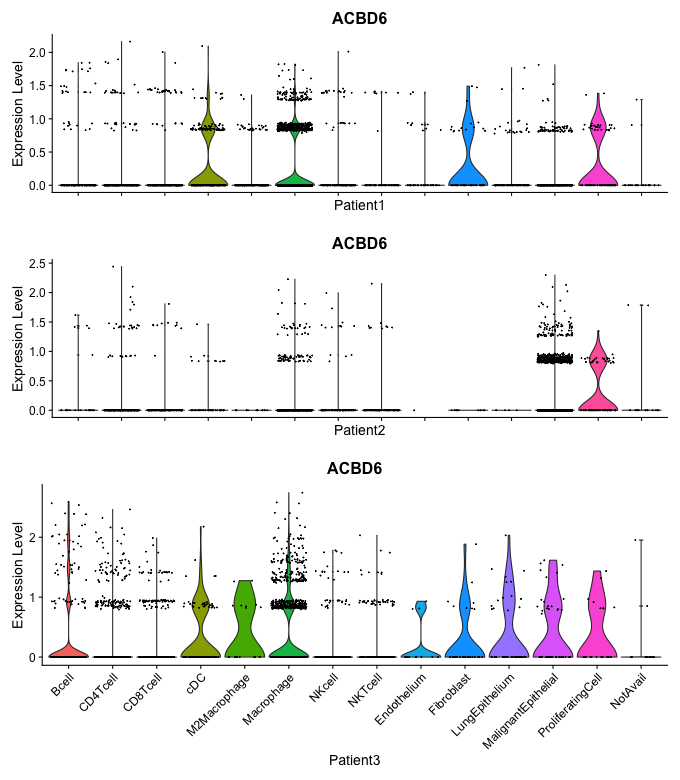 ACBD6
Expression Level
2.0
1.5
1.0
0.5
0.0
Patient1
ACBD6
Expression Level
2.5
2.0
1.5
1.0
0.5
0.0
Patient2
ACBD6
Expression Level
2
1
0
Bcell
CD4Tcell
CD8Tcell
cDC
M2Macrophage
Macrophage
NKcell
NKTcell
Endothelium
Fibroblast
LungEpithelium
MalignantEpithelial
ProliferatingCell
NotAvail
Patient3